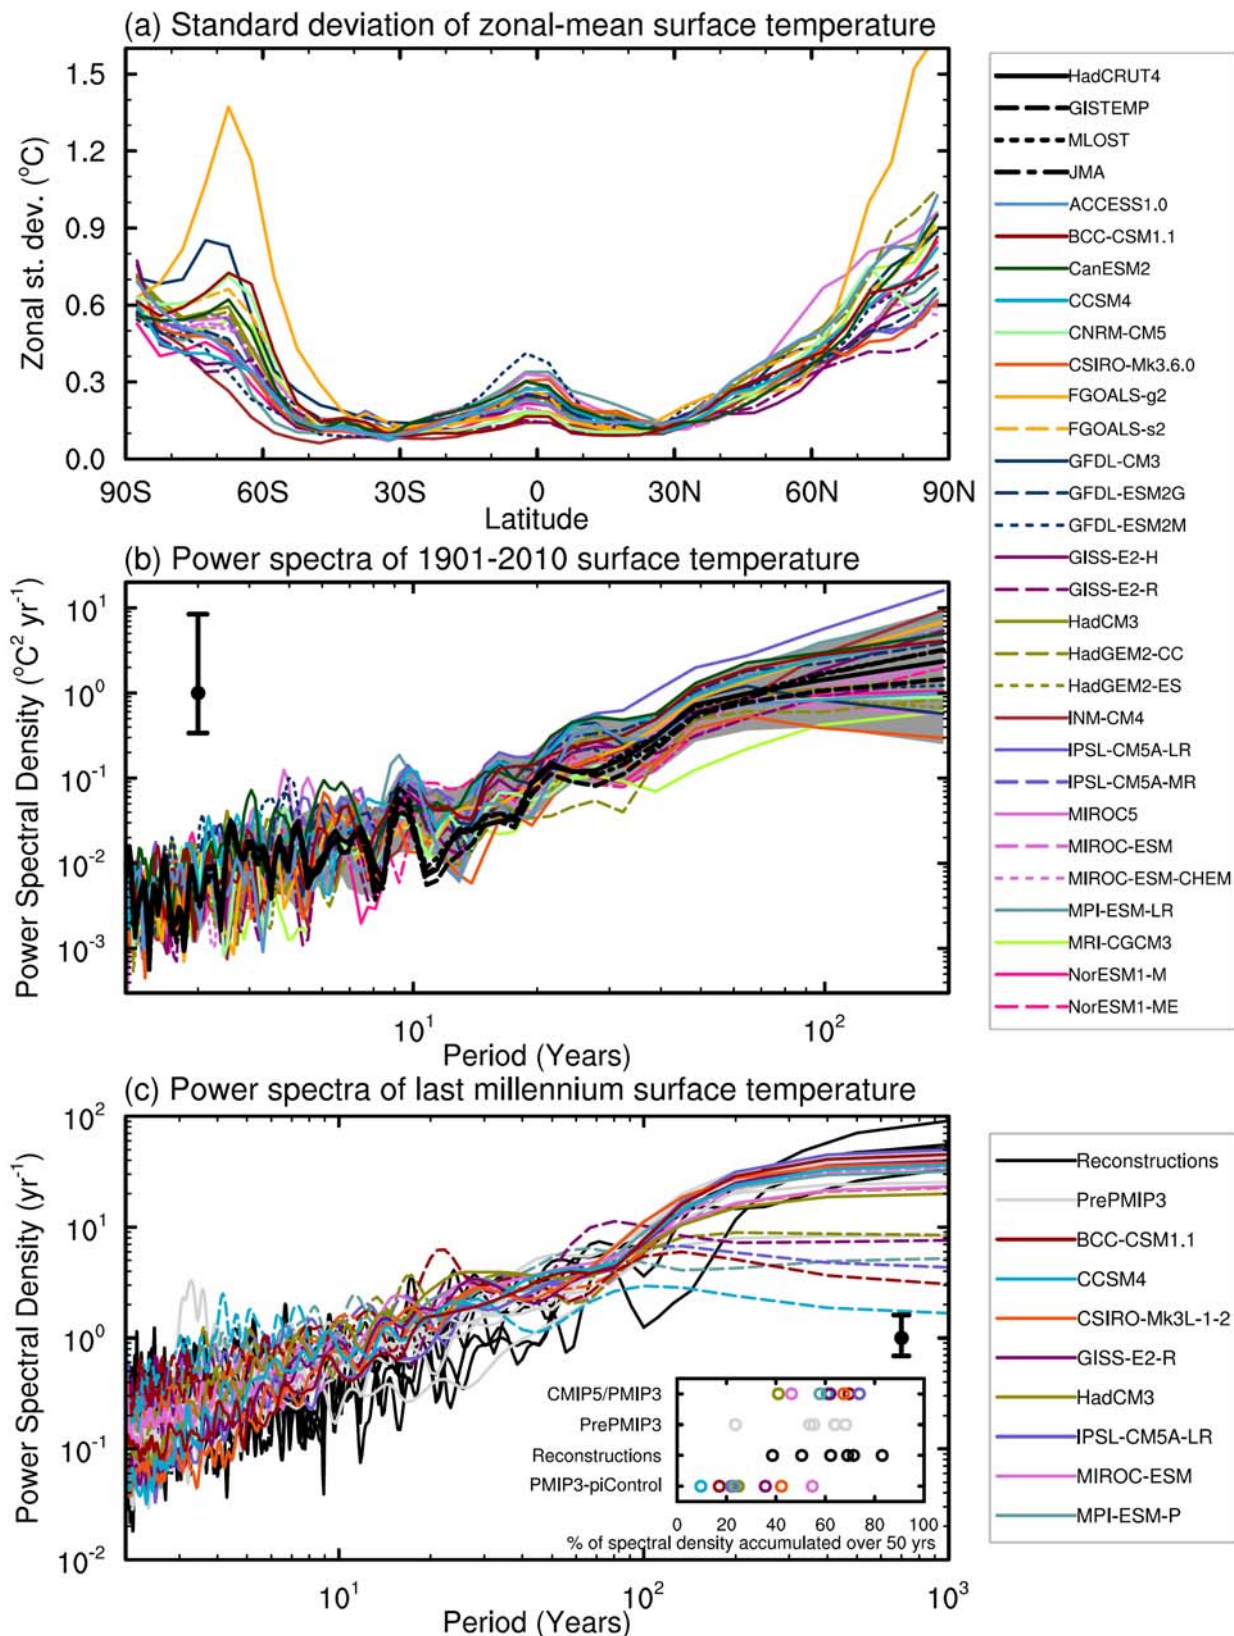 (a) Standard deviation of zonal-mean surface temperature
Zonal st. dev. (°C)
1.5
1.2
0.9
0.6
0.3
0.0
90S 60S 30S 0 30N 60N 90N
Latitude
HadCRUT4
GISTEMP
MLOST
JMA
ACCESS1.0
BCC-CSM1.1
CanESM2
CCSM4
CNRM-CM5
CSIRO-Mk3.6.0
FGOALS-g2
FGOALS-s2
GFDL-CM3
GFDL-ESM2G
GFDL-ESM2M
GISS-E2-H
GISS-E2-R
HadCM3
HadGEM2-CC
HadGEM2-ES
INM-CM4
IPSL-CM5A-LR
IPSL-CM5A-MR
MIROC5
MIROC-ESM
MIROC-ESM-CHEM
MPI-ESM-LR
MRI-CGCM3
NorESM1-M
NorESM1-ME
(b) Power spectra of 1901-2010 surface temperature
Power Spectral Density (°C² yr⁻¹)
10¹
10⁰
10⁻¹
10⁻²
10⁻³
10¹ 10²
Period (Years)
(c) Power spectra of last millennium surface temperature
Power Spectral Density (yr⁻¹)
10²
10¹
10⁰
10⁻¹
10⁻²
10¹ 10² 10³
Period (Years)
CMIP5/PMIP3
PrePMIP3
Reconstructions
PMIP3-piControl
0 20 40 60 80 100
% of spectral density accumulated over 50 yrs
Reconstructions
PrePMIP3
BCC-CSM1.1
CCSM4
CSIRO-Mk3L-1-2
GISS-E2-R
HadCM3
IPSL-CM5A-LR
MIROC-ESM
MPI-ESM-P